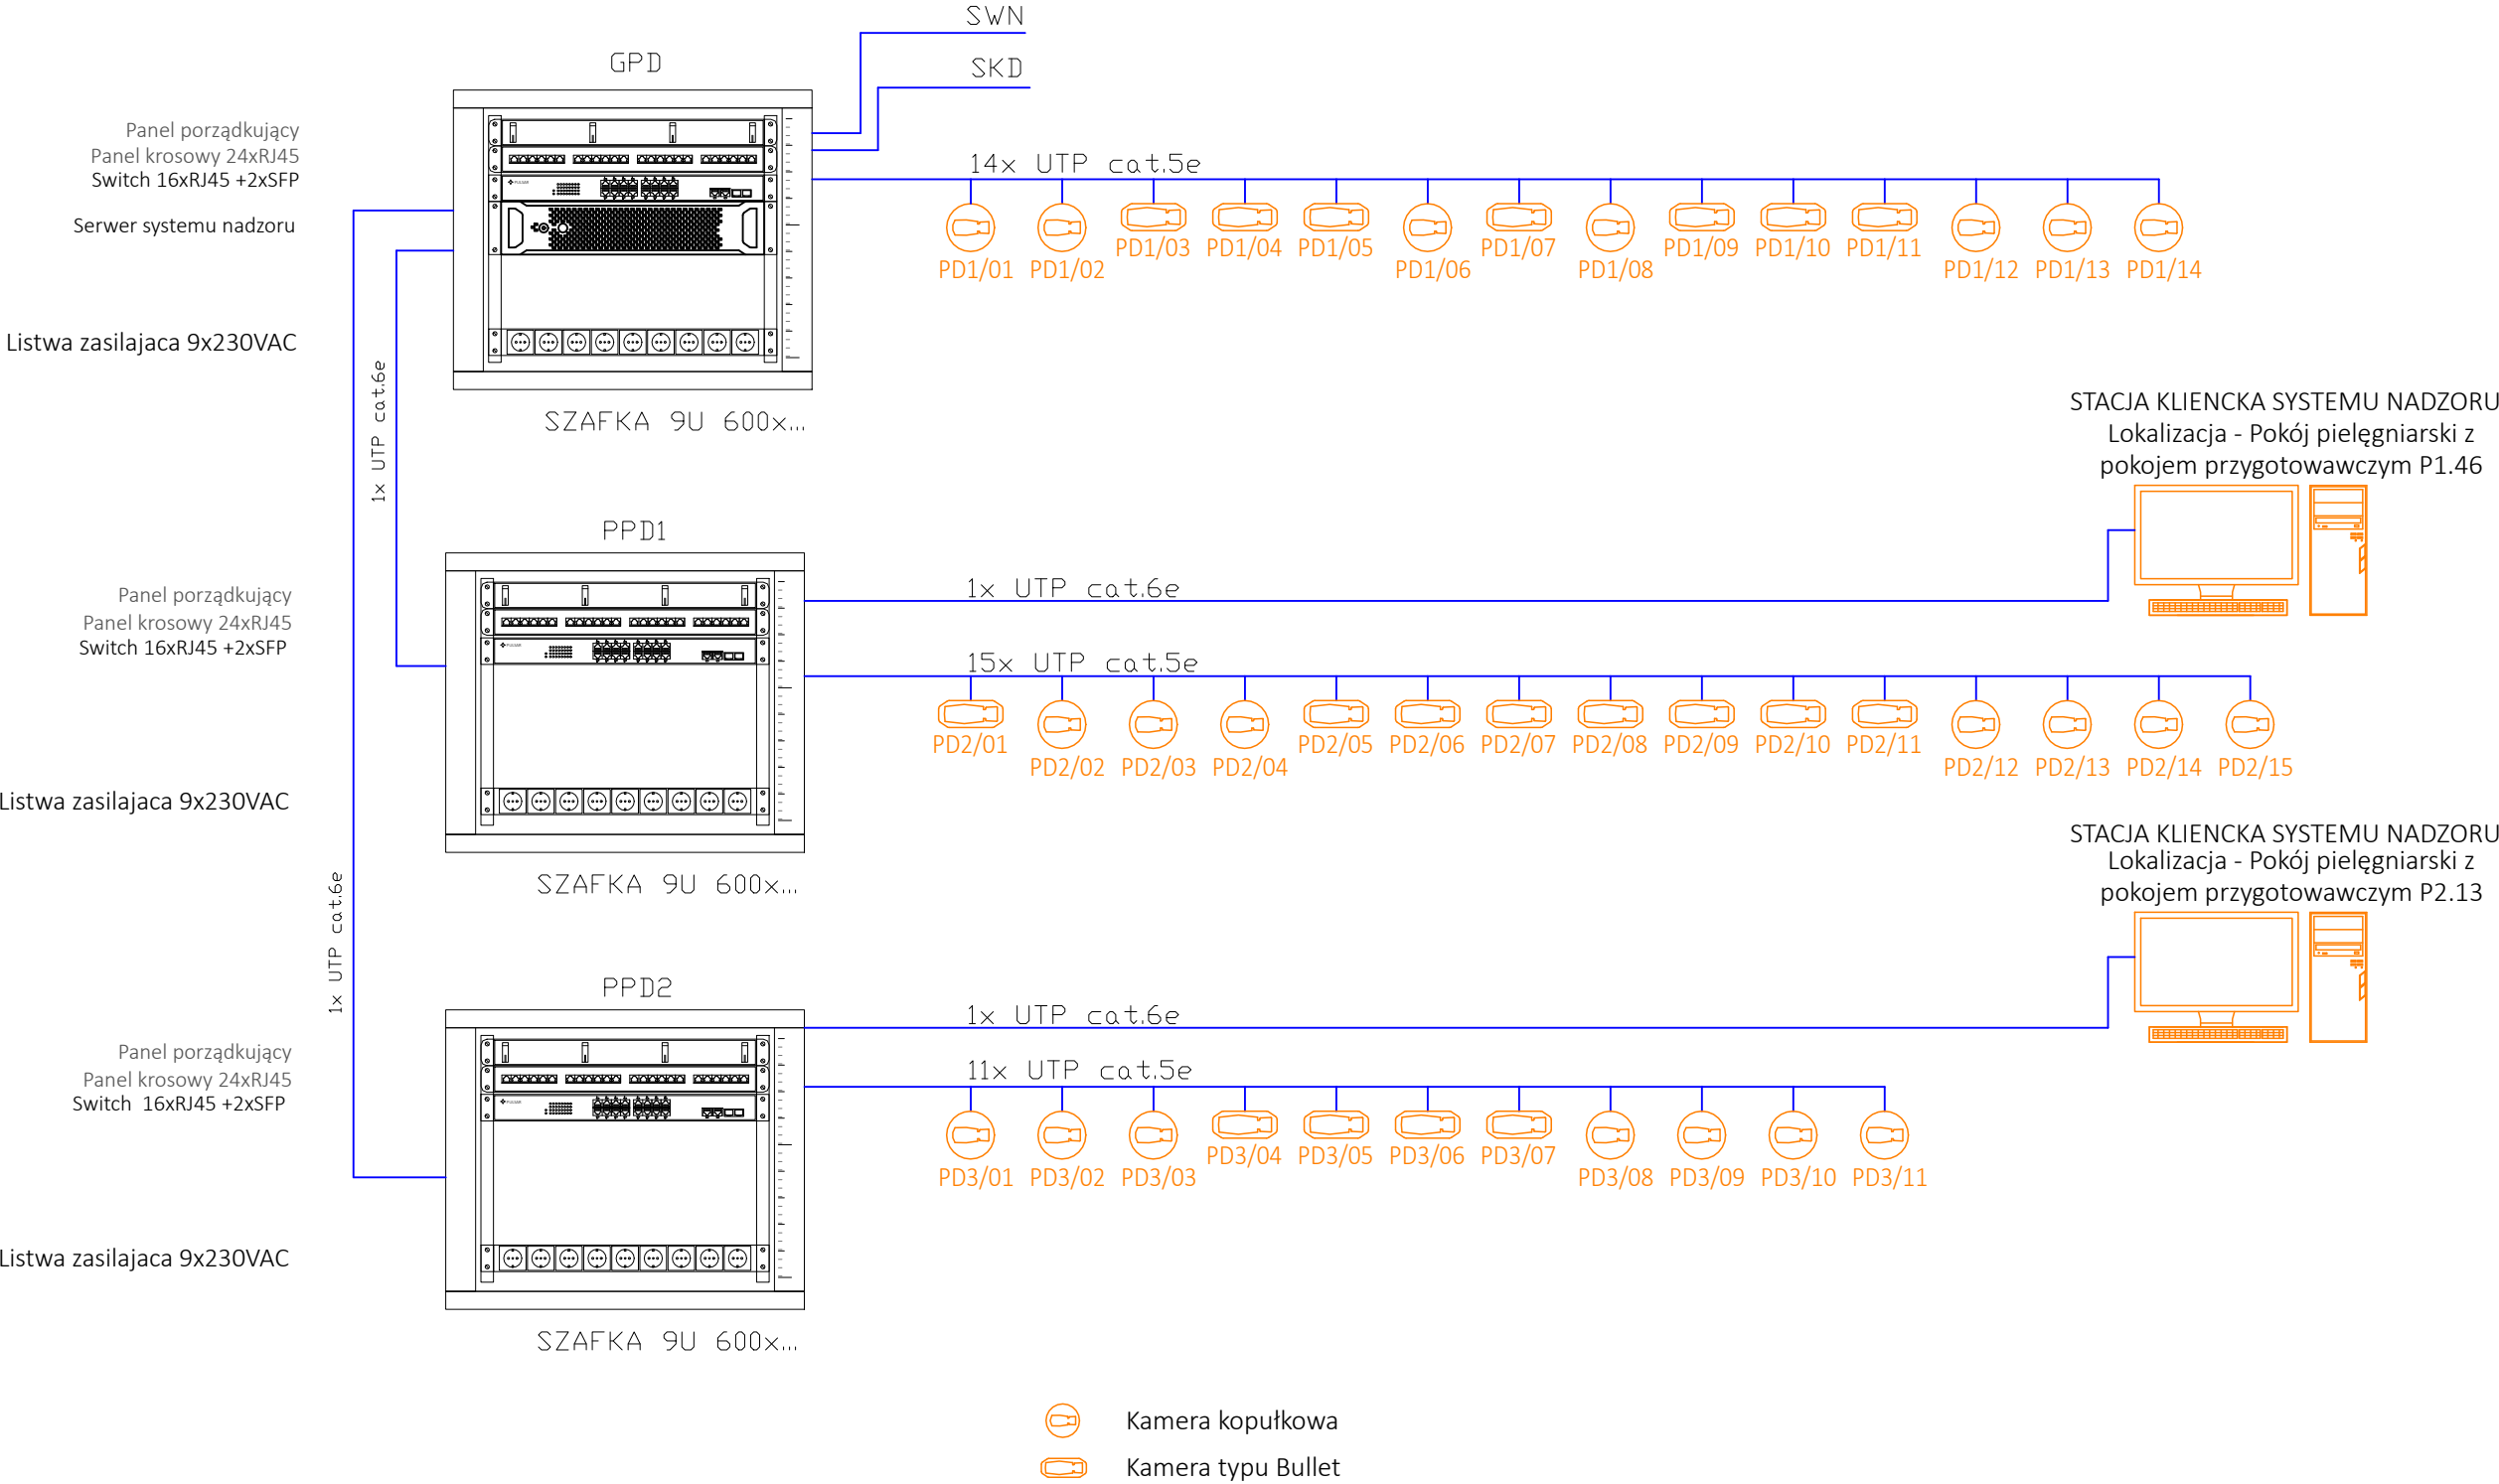 SWN
SKD
GPD
Panel porządkujący
Panel krosowy 24xRJ45
Switch 16xRJ45 +2xSFP
Serwer systemu nadzoru
Listwa zasilajaca 9x230VAC
14x UTP cat.5e
PD1/01 PD1/02 PD1/03 PD1/04 PD1/05 PD1/06 PD1/07 PD1/08 PD1/09 PD1/10 PD1/11 PD1/12 PD1/13 PD1/14
SZAFKA 9U 600x...
1x UTP cat.6e
STACJA KLIENCKA SYSTEMU NADZORU
Lokalizacja - Pokój pielęgniarski z
pokojem przygotowawczym P1.46
PPD1
Panel porządkujący
Panel krosowy 24xRJ45
Switch 16xRJ45 +2xSFP
Listwa zasilajaca 9x230VAC
1x UTP cat.6e
15x UTP cat.5e
PD2/01 PD2/02 PD2/03 PD2/04 PD2/05 PD2/06 PD2/07 PD2/08 PD2/09 PD2/10 PD2/11 PD2/12 PD2/13 PD2/14 PD2/15
SZAFKA 9U 600x...
1x UTP cat.6e
STACJA KLIENCKA SYSTEMU NADZORU
Lokalizacja - Pokój pielęgniarski z
pokojem przygotowawczym P2.13
PPD2
Panel porządkujący
Panel krosowy 24xRJ45
Switch 16xRJ45 +2xSFP
Listwa zasilajaca 9x230VAC
1x UTP cat.6e
11x UTP cat.5e
PD3/01 PD3/02 PD3/03 PD3/04 PD3/05 PD3/06 PD3/07 PD3/08 PD3/09 PD3/10 PD3/11
SZAFKA 9U 600x...
Kamera kopułkowa
Kamera typu Bullet